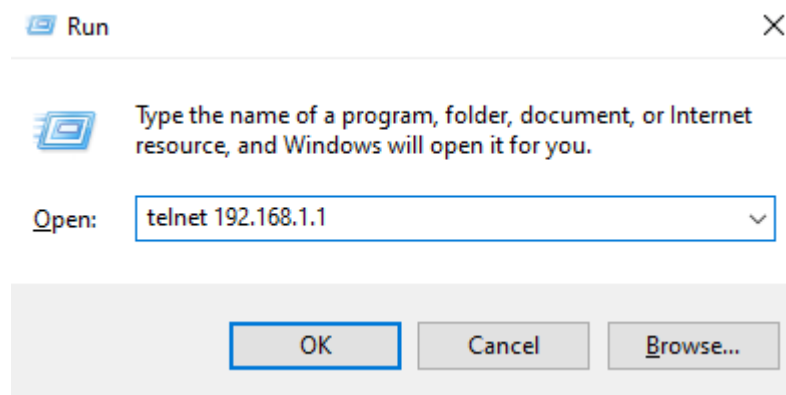 Run
Type the name of a program, folder, document, or Internet
resource, and Windows will open it for you.
Open: telnet 192.168.1.1
OK Cancel Browse...